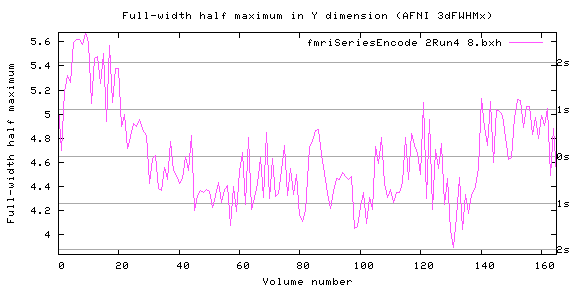 Full-width half maximum in Y dimension (AFNI 3dFWHMx)
fmriSeriesEncode 2Run4 8.bxh
Full-width half maximum
5.6
5.4
5.2
5
4.8
4.6
4.4
4.2
4
2s
1s
0s
1s
2s
0 20 40 60 80 100 120 140 160
Volume number